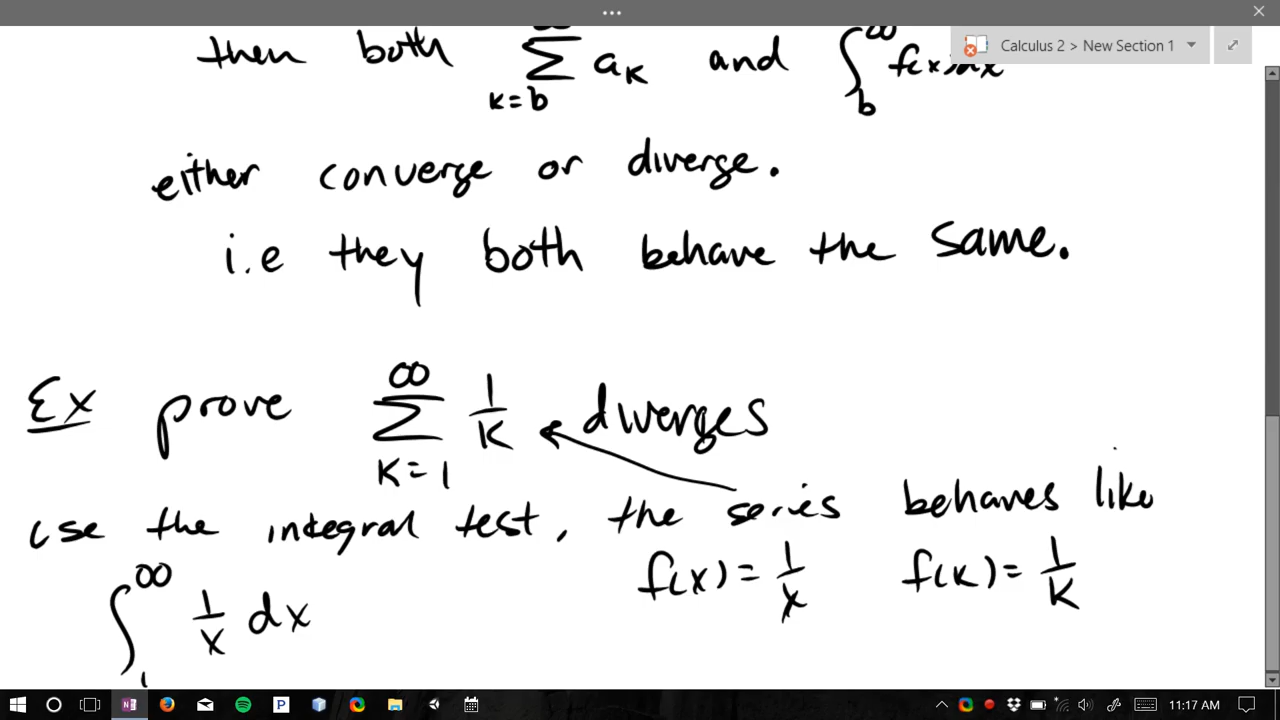 Calculus 2 > New Section 1
then both ∞ Σ k=b a_k and ∫_b^∞ f(x)dx
either converge or diverge.
i.e they both behave the same.
Ex prove ∞ Σ k=1 1/k diverges
use the integral test, the series behaves like
∫_1^∞ 1/x dx f(x) = 1/x f(k) = 1/k
11:17 AM